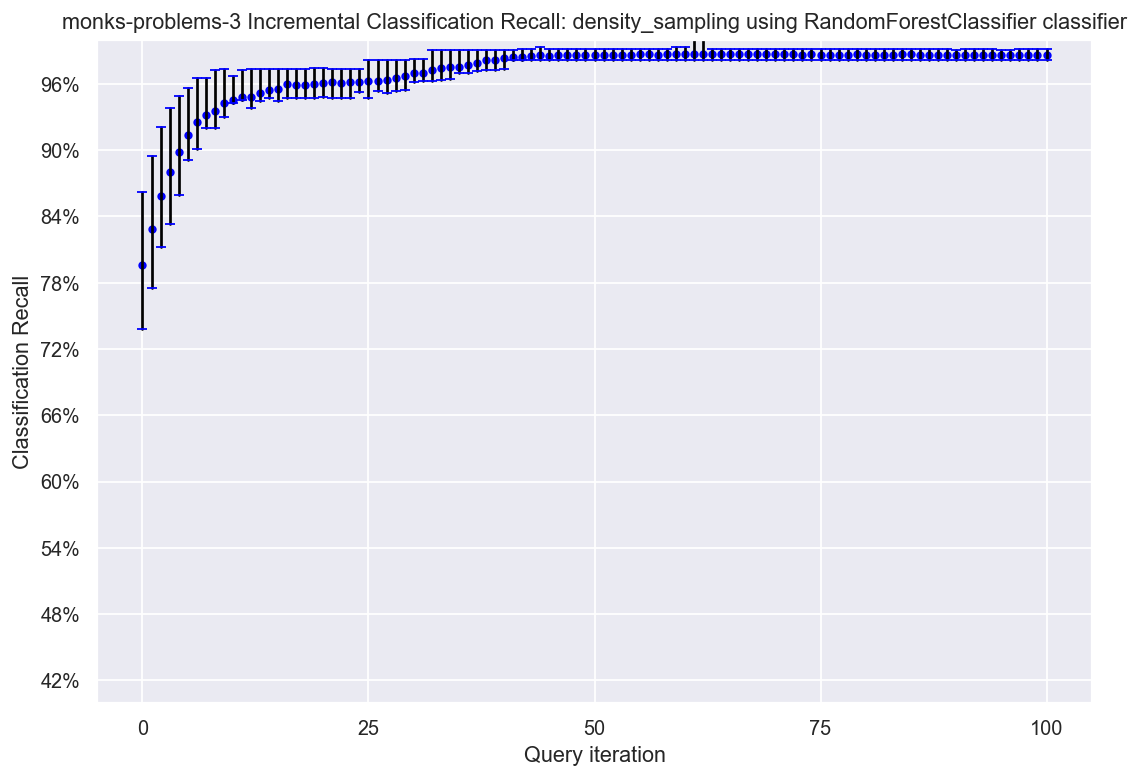 monks-problems-3 Incremental Classification Recall: density_sampling using RandomForestClassifier classifier
96%
90%
84%
78%
72%
66%
60%
54%
48%
42%
Classification Recall
0 25 50 75 100
Query iteration